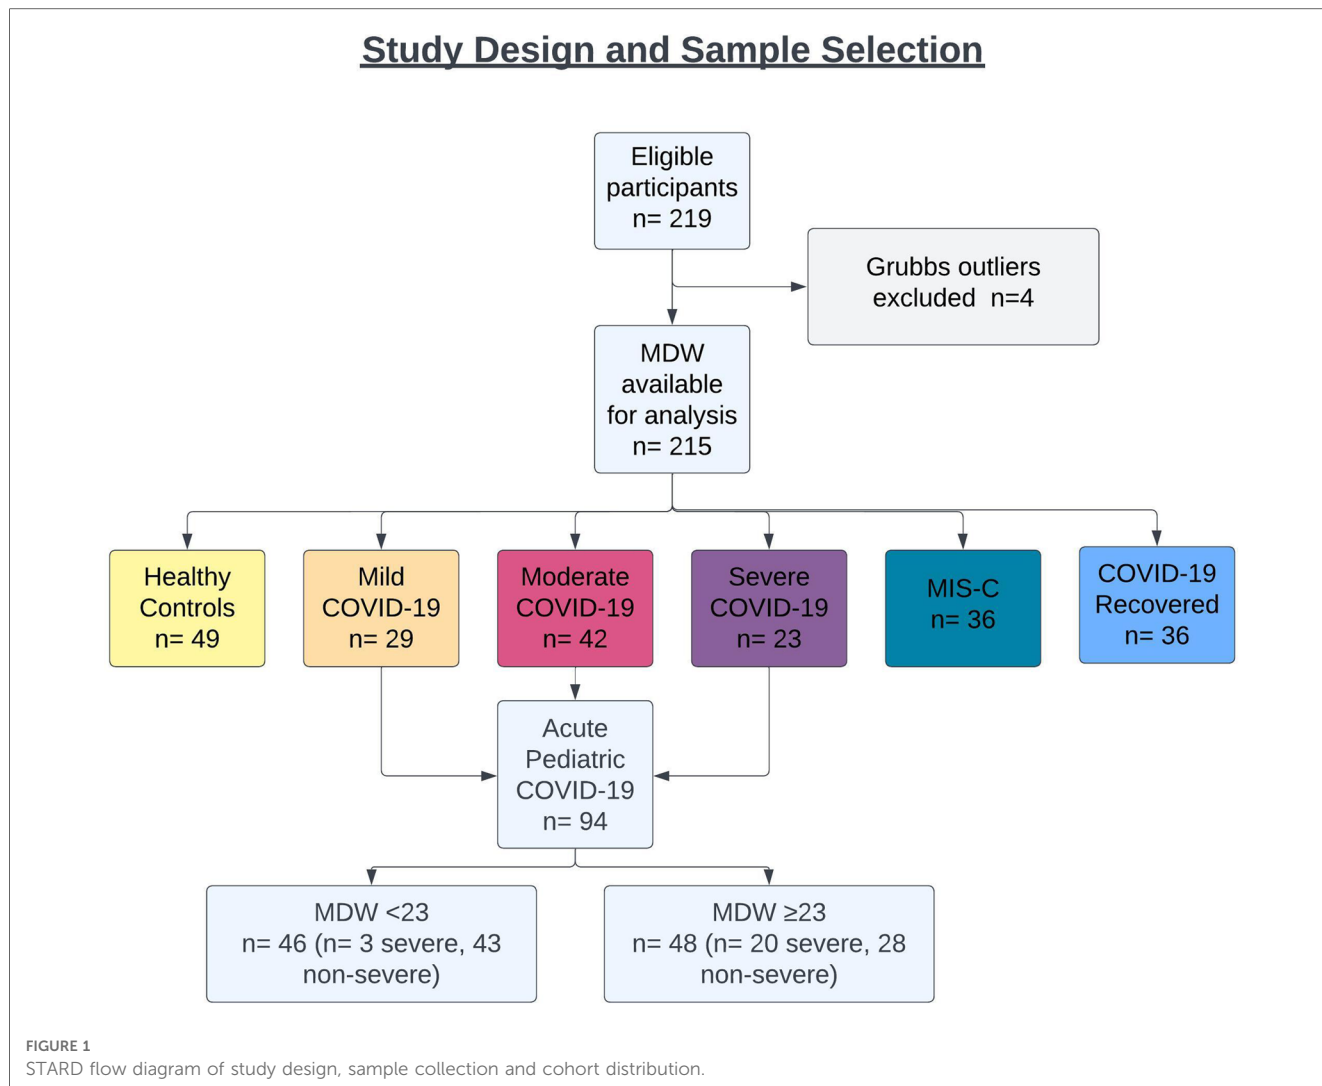 Study Design and Sample Selection
Eligible
participants
n= 219
Grubbs outliers
excluded  n=4
MDW
available
for analysis
n= 215
Healthy
Controls
n= 49
Mild
COVID-19
n= 29
Moderate
COVID-19
n= 42
Severe
COVID-19
n= 23
MIS-C
n= 36
COVID-19
Recovered
n= 36
Acute
Pediatric
COVID-19
n= 94
MDW <23
n= 46 (n= 3 severe, 43
non-severe)
MDW ≥23
n= 48 (n= 20 severe, 28
non-severe)
FIGURE 1
STARD flow diagram of study design, sample collection and cohort distribution.